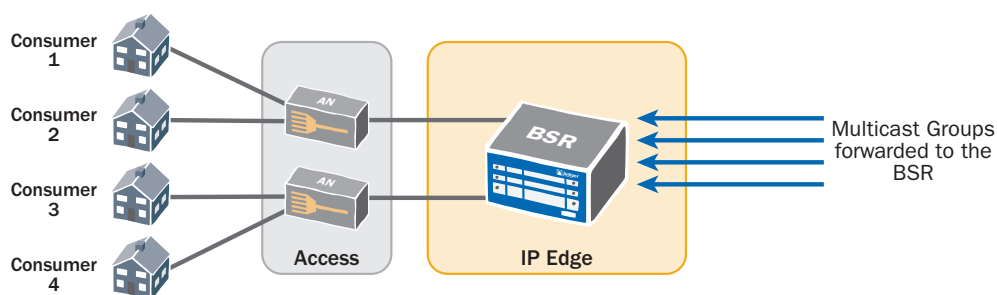 Consumer
1
Consumer
2
Consumer
3
Consumer
4
AN
AN
Access
BSR
IP Edge
Multicast Groups
forwarded to the
BSR